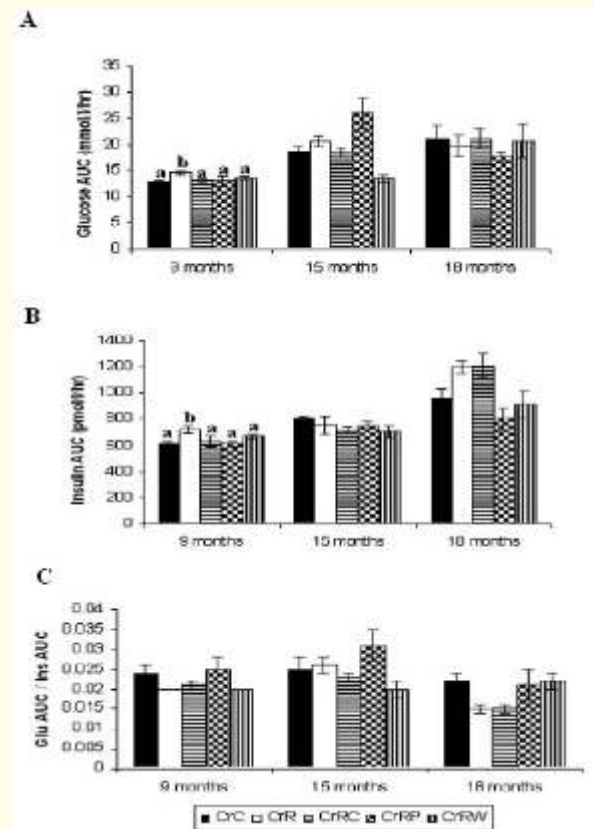 A
Glucose AUC (mmol/l/hr)
35
30
25
20
15
10
5
0
a b a a a
9 months 15 months 18 months
B
Insulin AUC (pmol/l/hr)
1400
1200
1000
800
600
400
200
0
a b a a a
9 months 15 months 18 months
C
Glu AUC / Ins AUC
0.04
0.035
0.03
0.025
0.02
0.015
0.01
0.005
0
9 months 15 months 18 months
CrC CrR CrRC CrRP CrRW